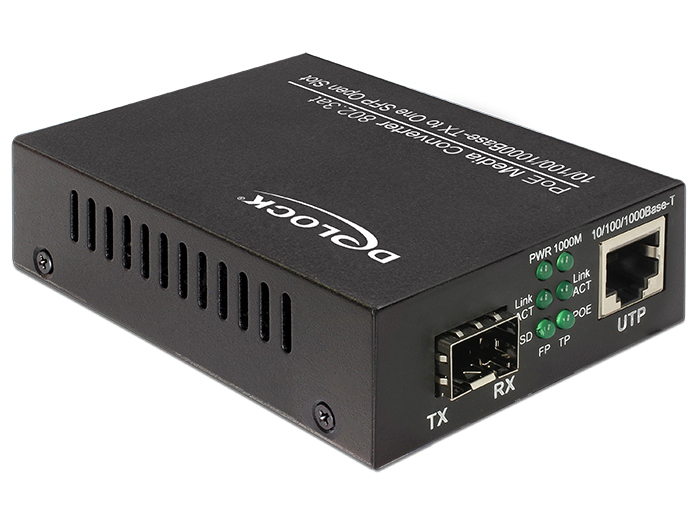 PoE Media Converter 802.3at
10/100/1000Base-TX to One SFP Open Slot
DELOCK®
10/100/1000Base-T
PWR 1000M
Link
ACT
Link
ACT
SD
POE
FP TP
UTP
TX
RX